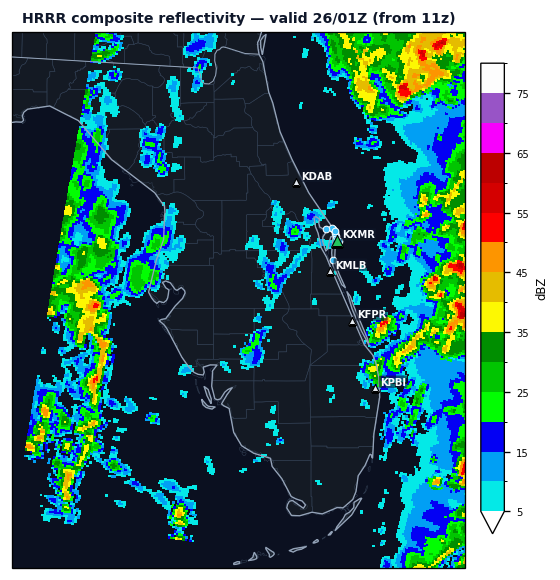 HRRR composite reflectivity — valid 26/01Z (from 11z)
KDAB
KXMR
KMLB
KFPR
KPBI
75
65
55
45
35
25
15
5
dBZ